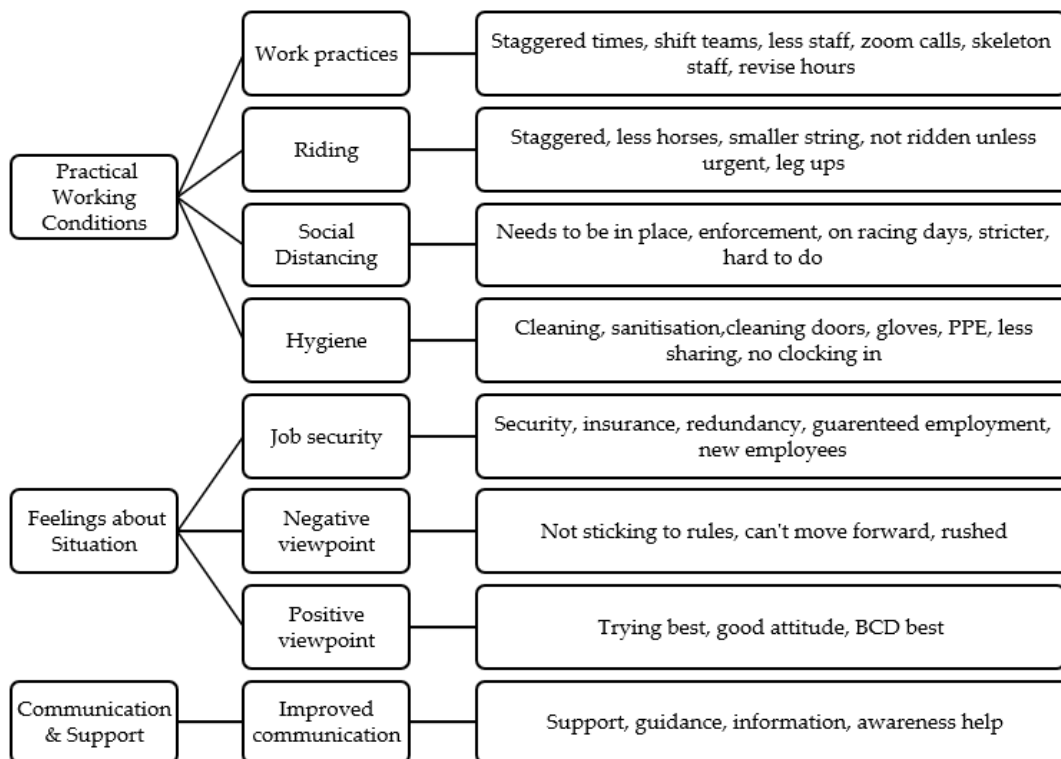 Work practices
Staggered times, shift teams, less staff, zoom calls, skeleton
staff, revise hours
Practical
Working
Conditions
Riding
Staggered, less horses, smaller string, not ridden unless
urgent, leg ups
Social
Distancing
Needs to be in place, enforcement, on racing days, stricter,
hard to do
Hygiene
Cleaning, sanitisation,cleaning doors, gloves, PPE, less
sharing, no clocking in
Feelings about
Situation
Job security
Security, insurance, redundancy, guarenteed employment,
new employees
Negative
viewpoint
Not sticking to rules, can't move forward, rushed
Positive
viewpoint
Trying best, good attitude, BCD best
Communication
& Support
Improved
communication
Support, guidance, information, awareness help